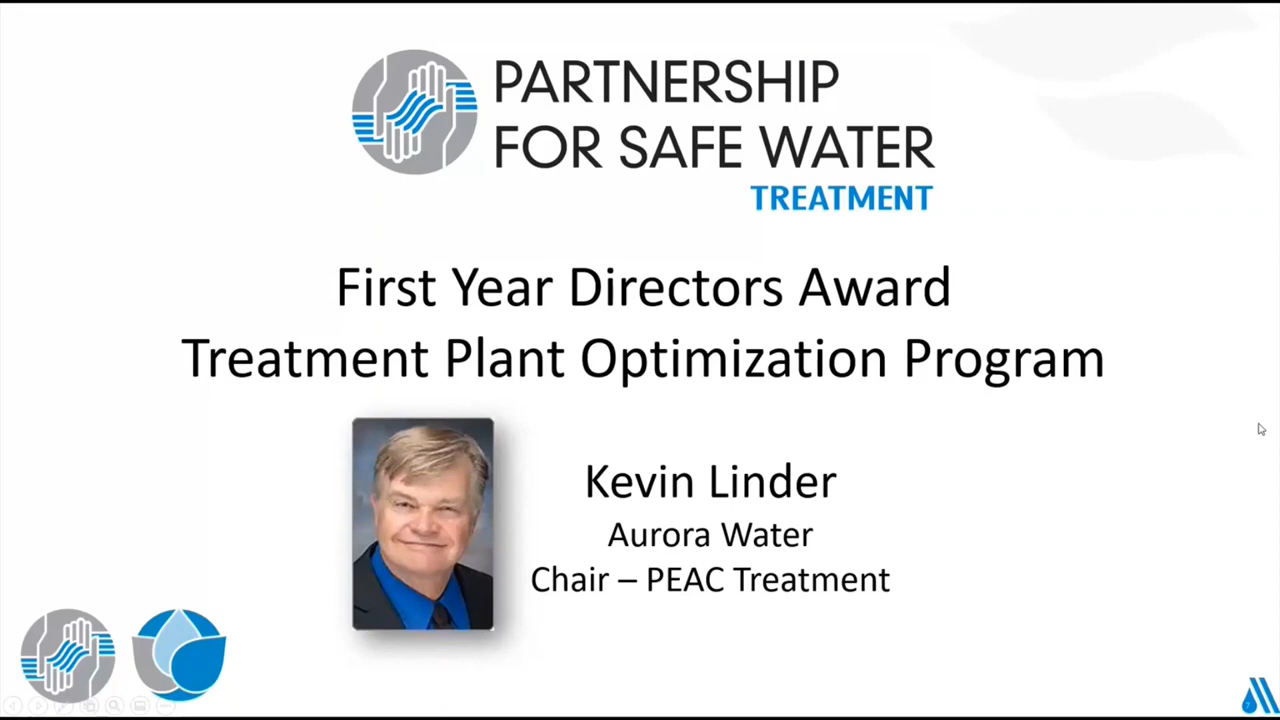 PARTNERSHIP
FOR SAFE WATER
TREATMENT
First Year Directors Award
Treatment Plant Optimization Program
Kevin Linder
Aurora Water
Chair – PEAC Treatment